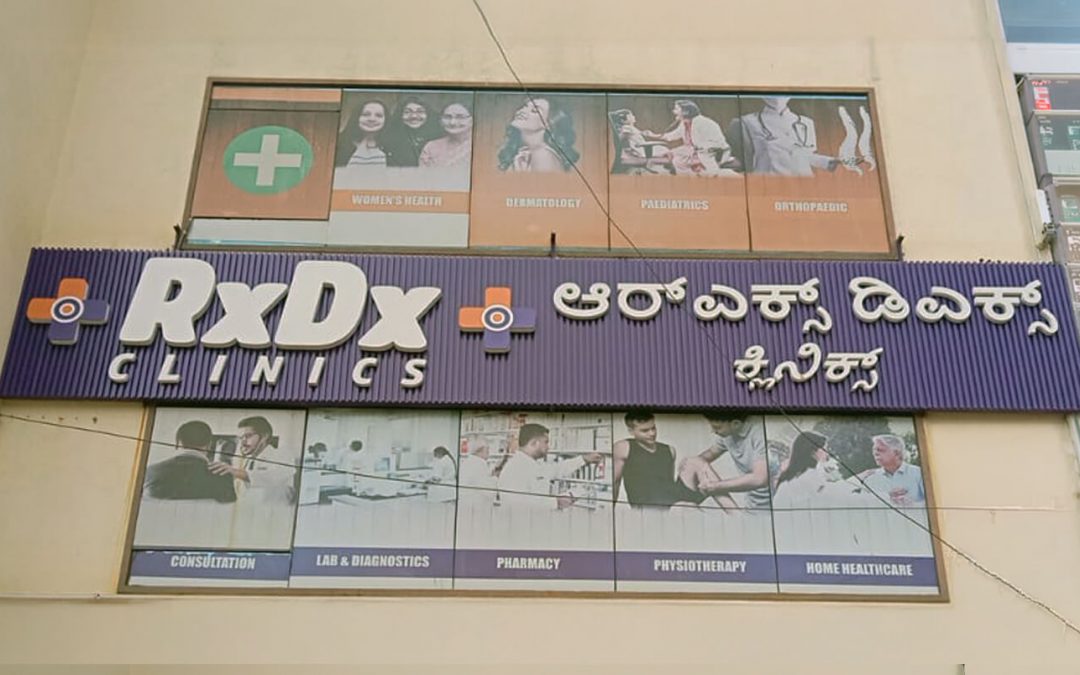 WOMEN'S HEALTH
DERMATOLOGY
PAEDIATRICS
ORTHOPAEDIC
RxDx
CLINICS
ಆರ್ಎಕ್ಸ್ ಡಿಎಕ್ಸ್
ಕ್ಲಿನಿಕ್ಸ್
CONSULTATION
LAB & DIAGNOSTICS
PHARMACY
PHYSIOTHERAPY
HOME HEALTHCARE